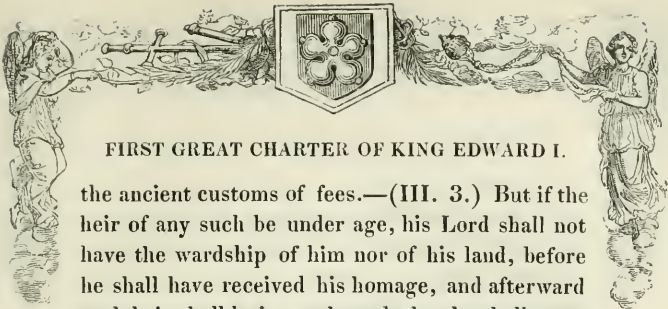 FIRST GREAT CHARTER OF KING EDWARD I.
the ancient customs of fees.—(III. 3.) But if the
heir of any such be under age, his Lord shall not
have the wardship of him nor of his land, before
he shall have received his homage, and afterward